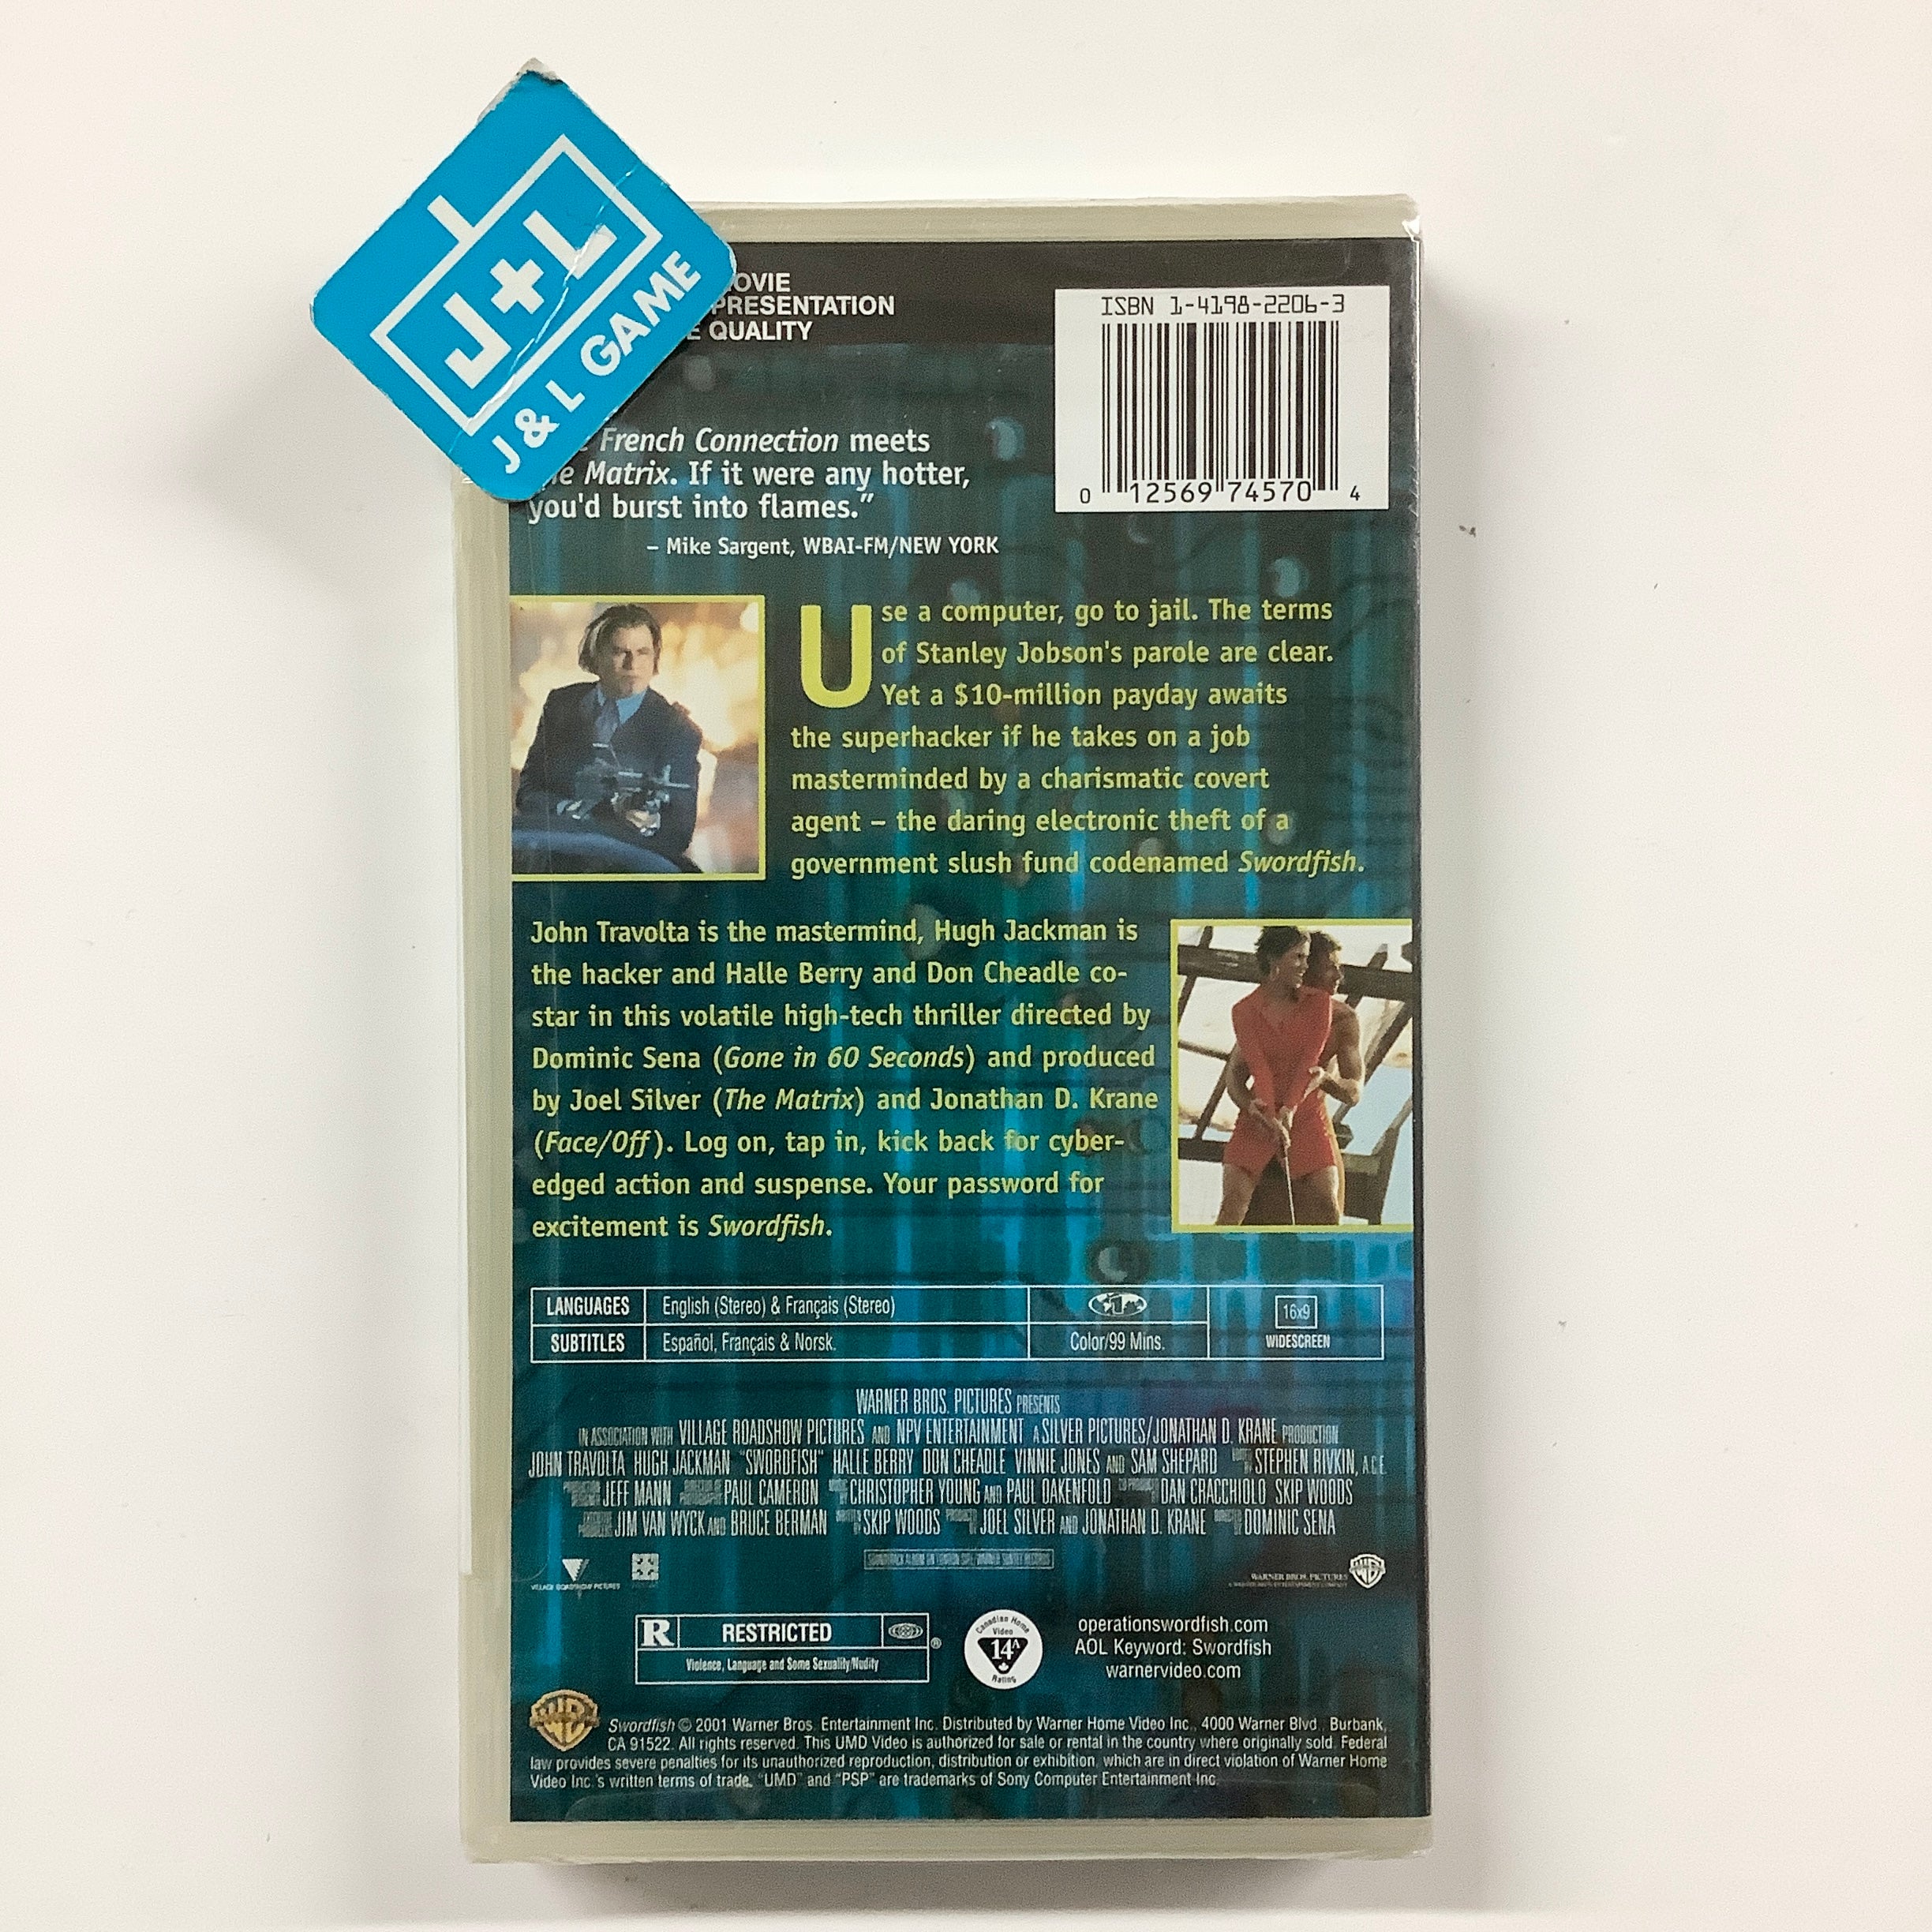 J+L
J & L GAME
PRESENTATION
QUALITY
ISBN 1-4198-2206-3
0 12569 74570 4
French Connection meets
Matrix. If it were any hotter,
you'd burst into flames.”
– Mike Sargent, WBAI-FM/NEW YORK
Use a computer, go to jail. The terms
of Stanley Jobson's parole are clear.
Yet a $10-million payday awaits
the superhacker if he takes on a job
masterminded by a charismatic covert
agent – the daring electronic theft of a
government slush fund codenamed Swordfish.
John Travolta is the mastermind, Hugh Jackman is
the hacker and Halle Berry and Don Cheadle co-
star in this volatile high-tech thriller directed by
Dominic Sena (Gone in 60 Seconds) and produced
by Joel Silver (The Matrix) and Jonathan D. Krane
(Face/Off). Log on, tap in, kick back for cyber-
edged action and suspense. Your password for
excitement is Swordfish.
LANGUAGES English (Stereo) & Français (Stereo) 1 16x9
SUBTITLES Español, Français & Norsk. Color/99 Mins. WIDESCREEN
WARNER BROS. PICTURES PRESENTS
IN ASSOCIATION WITH VILLAGE ROADSHOW PICTURES AND NPV ENTERTAINMENT A SILVER PICTURES/JONATHAN D. KRANE PRODUCTION
JOHN TRAVOLTA HUGH JACKMAN "SWORDFISH" HALLE BERRY DON CHEADLE VINNIE JONES AND SAM SHEPARD STEPHEN RIVKIN, A.C.E.
JEFF MANN PAUL CAMERON CHRISTOPHER YOUNG AND PAUL OAKENFOLD DAN CRACCHIOLO SKIP WOODS
JIM VAN WYCK AND BRUCE BERMAN SKIP WOODS JOEL SILVER AND JONATHAN D. KRANE DOMINIC SENA
VILLAGE ROADSHOW PICTURES
WARNER BROS. PICTURES
R RESTRICTED ®
Violence, Language and Some Sexuality/Nudity
Canadian Home
Video
14A
Rating
operationswordfish.com
AOL Keyword: Swordfish
warnervideo.com
WB
Swordfish © 2001 Warner Bros. Entertainment Inc. Distributed by Warner Home Video Inc., 4000 Warner Blvd., Burbank,
CA 91522. All rights reserved. This UMD Video is authorized for sale or rental in the country where originally sold. Federal
law provides severe penalties for its unauthorized reproduction, distribution or exhibition, which are in direct violation of Warner Home
Video Inc.'s written terms of trade. “UMD” and “PSP” are trademarks of Sony Computer Entertainment Inc.